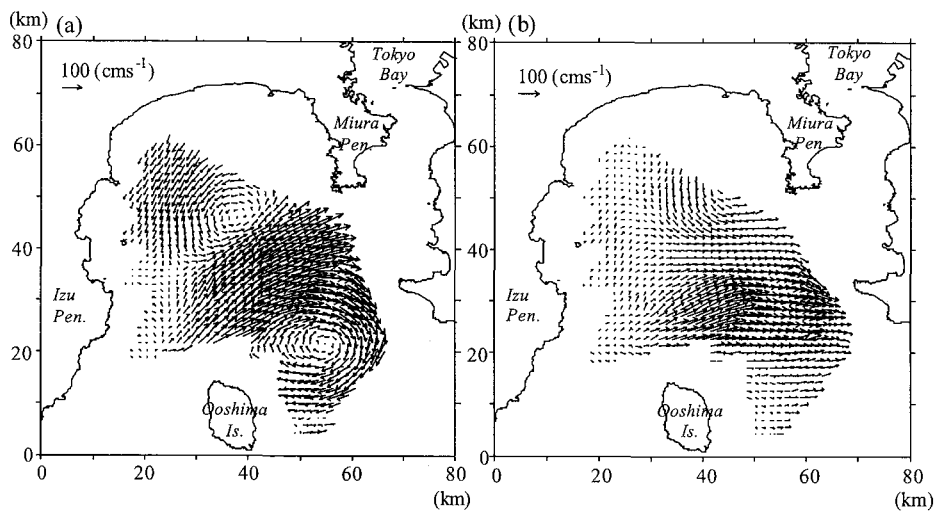 (km) (a)
80
100 (cms⁻¹)
Tokyo
Bay
Miura
Pen.
60
40
Izu
Pen.
20
Ooshima
Is.
0
0 20 40 60 80
(km)
(km) (b)
80
100 (cms⁻¹)
Tokyo
Bay
Miura
Pen.
60
40
Izu
Pen.
20
Ooshima
Is.
0
0 20 40 60 80
(km)